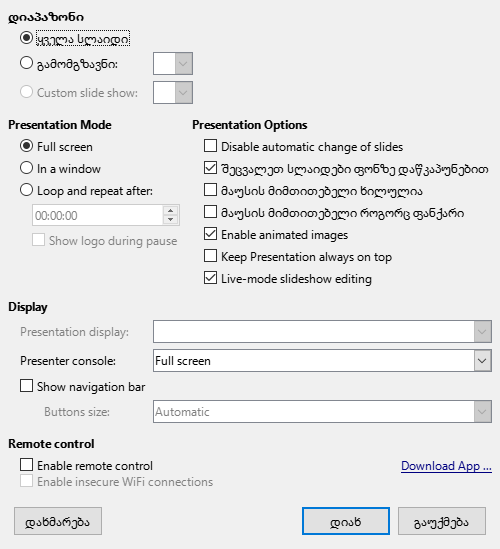 დიაპაზონი
ყველა სლაიდი
გამომგზავნი:
Custom slide show:
Presentation Mode
Full screen
In a window
Loop and repeat after:
00:00:00
Show logo during pause
Presentation Options
Disable automatic change of slides
შეცვალეთ სლაიდები ფონზე დაწკაპუნებით
მაუსის მიმთითებელი ხილულია
მაუსის მიმთითებელი როგორც ფანქარი
Enable animated images
Keep Presentation always on top
Live-mode slideshow editing
Display
Presentation display:
Presenter console: Full screen
Show navigation bar
Buttons size: Automatic
Remote control
Enable remote control Download App ...
Enable insecure WiFi connections
დახმარება დიახ გაუქმება